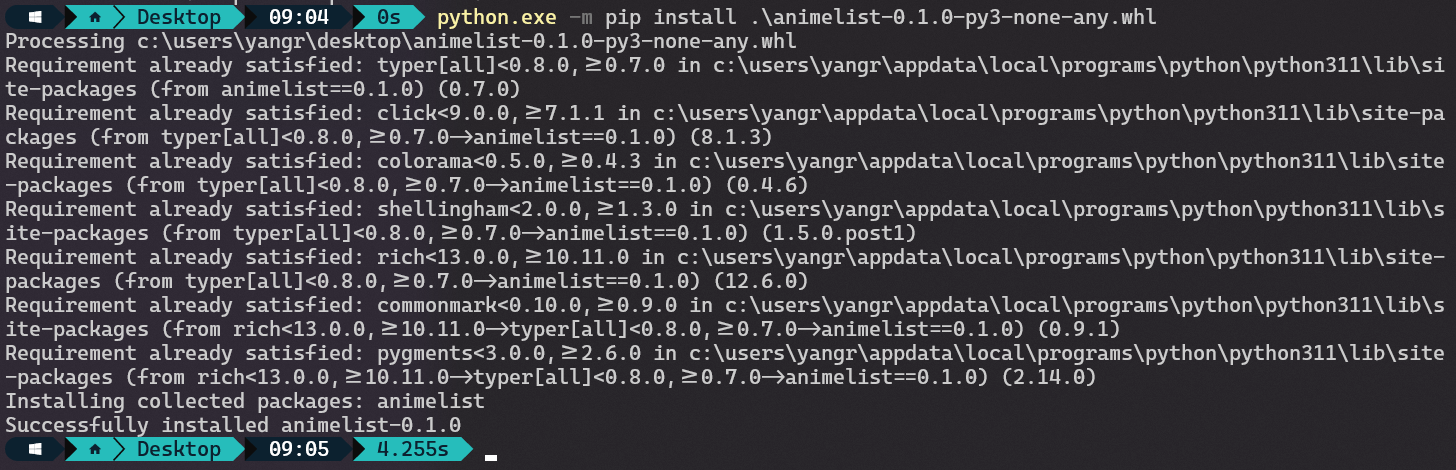 Desktop 09:04 0s python.exe -m pip install .\animelist-0.1.0-py3-none-any.whl
Processing c:\users\yangr\desktop\animelist-0.1.0-py3-none-any.whl
Requirement already satisfied: typer[all]<0.8.0,≥0.7.0 in c:\users\yangr\appdata\local\programs\python\python311\lib\si
te-packages (from animelist==0.1.0) (0.7.0)
Requirement already satisfied: click<9.0.0,≥7.1.1 in c:\users\yangr\appdata\local\programs\python\python311\lib\site-pa
ckages (from typer[all]<0.8.0,≥0.7.0→animelist==0.1.0) (8.1.3)
Requirement already satisfied: colorama<0.5.0,≥0.4.3 in c:\users\yangr\appdata\local\programs\python\python311\lib\site
-packages (from typer[all]<0.8.0,≥0.7.0→animelist==0.1.0) (0.4.6)
Requirement already satisfied: shellingham<2.0.0,≥1.3.0 in c:\users\yangr\appdata\local\programs\python\python311\lib\s
ite-packages (from typer[all]<0.8.0,≥0.7.0→animelist==0.1.0) (1.5.0.post1)
Requirement already satisfied: rich<13.0.0,≥10.11.0 in c:\users\yangr\appdata\local\programs\python\python311\lib\site-
packages (from typer[all]<0.8.0,≥0.7.0→animelist==0.1.0) (12.6.0)
Requirement already satisfied: commonmark<0.10.0,≥0.9.0 in c:\users\yangr\appdata\local\programs\python\python311\lib\s
ite-packages (from rich<13.0.0,≥10.11.0→typer[all]<0.8.0,≥0.7.0→animelist==0.1.0) (0.9.1)
Requirement already satisfied: pygments<3.0.0,≥2.6.0 in c:\users\yangr\appdata\local\programs\python\python311\lib\site
-packages (from rich<13.0.0,≥10.11.0→typer[all]<0.8.0,≥0.7.0→animelist==0.1.0) (2.14.0)
Installing collected packages: animelist
Successfully installed animelist-0.1.0
Desktop 09:05 4.255s